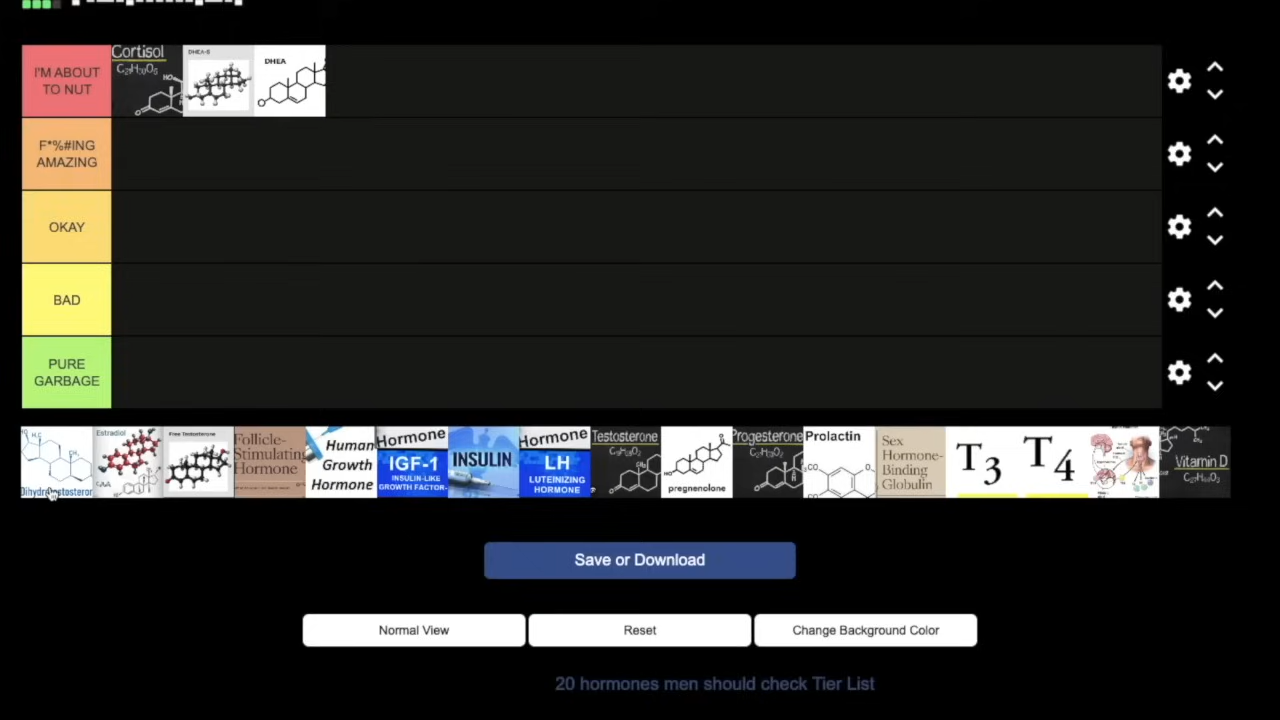 I'M ABOUT
TO NUT
Cortisol
DHEA-S
DHEA
F*%#ING
AMAZING
OKAY
BAD
PURE
GARBAGE
Estradiol
Free Testosterone
Follicle-
Stimulating
Hormone
Human
Growth
Hormone
Hormone
IGF-1
INSULIN-LIKE
GROWTH FACTOR-
INSULIN
Hormone
LH
LUTEINIZING
HORMONE
Testosterone
pregnenolone
Progesterone
Prolactin
Sex
Hormone-
Binding
Globulin
T3
T4
Vitamin D
Save or Download
Normal View
Reset
Change Background Color
20 hormones men should check Tier List